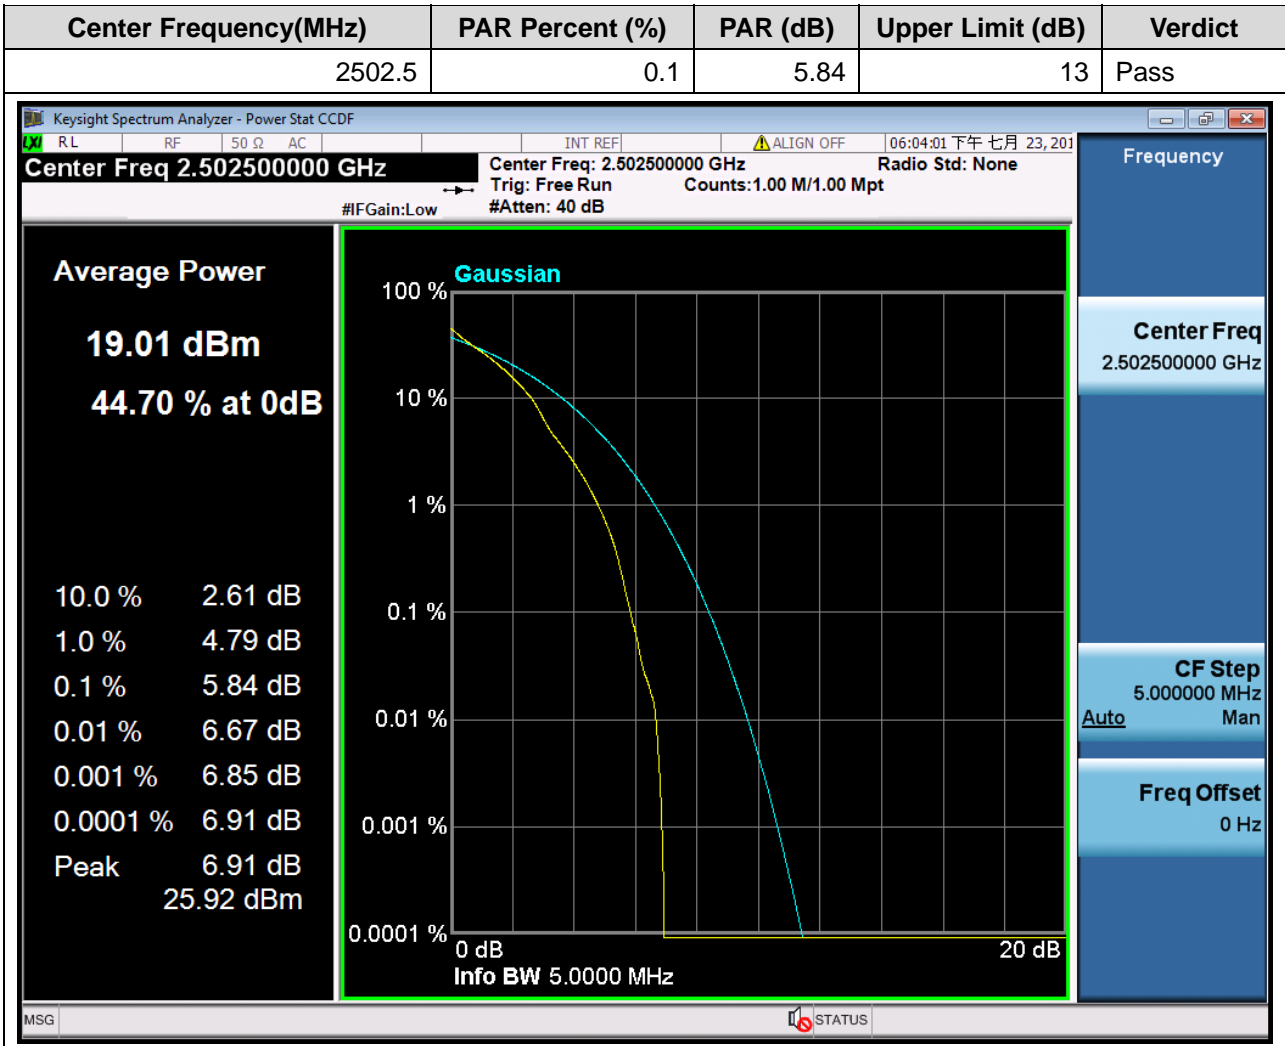 Center Frequency(MHz) PAR Percent (%) PAR (dB) Upper Limit (dB) Verdict
2502.5 0.1 5.84 13 Pass
Keysight Spectrum Analyzer - Power Stat CCDF
LXI RL RF 50 Ω AC INT REF ALIGN OFF 06:04:01 下午 七月 23, 201
Center Freq 2.502500000 GHz
Center Freq: 2.502500000 GHz Radio Std: None
Trig: Free Run Counts:1.00 M/1.00 Mpt
#IFGain:Low #Atten: 40 dB
Average Power
19.01 dBm
44.70 % at 0dB
10.0 % 2.61 dB
1.0 % 4.79 dB
0.1 % 5.84 dB
0.01 % 6.67 dB
0.001 % 6.85 dB
0.0001 % 6.91 dB
Peak 6.91 dB
25.92 dBm
Gaussian
100 %
10 %
1 %
0.1 %
0.01 %
0.001 %
0.0001 %
0 dB 20 dB
Info BW 5.0000 MHz
Frequency
Center Freq
2.502500000 GHz
CF Step
5.000000 MHz
Auto Man
Freq Offset
0 Hz
MSG STATUS